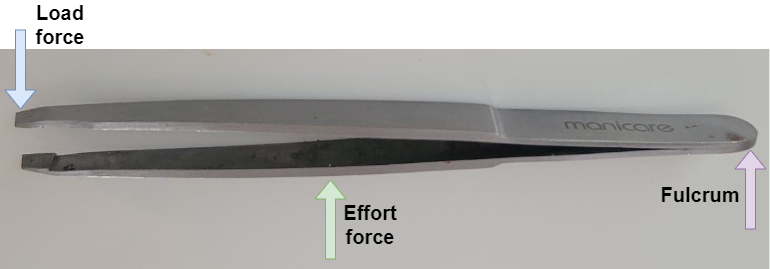 Load
force
manicare
Effort
force
Fulcrum